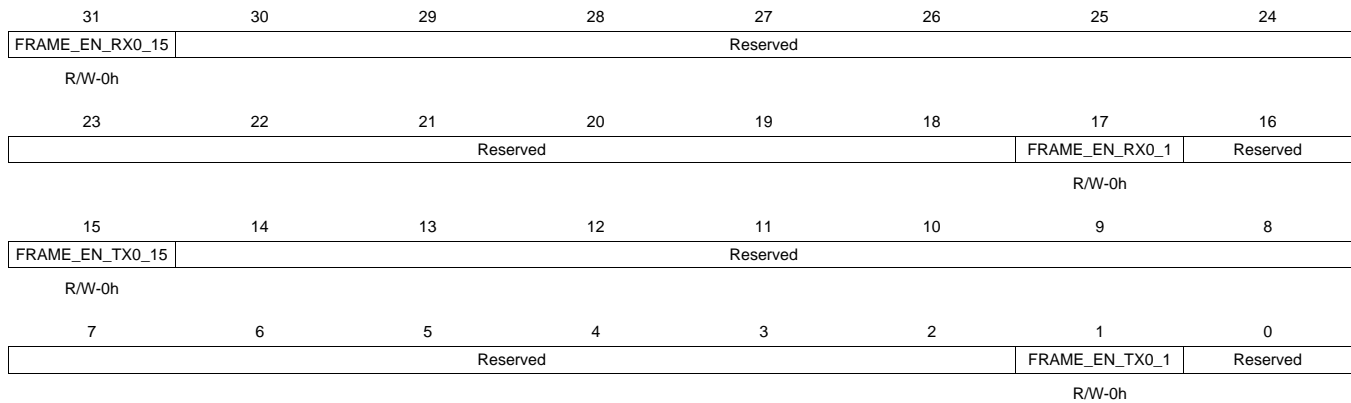 31 30 29 28 27 26 25 24
FRAME_EN_RX0_15 Reserved
R/W-0h
23 22 21 20 19 18 17 16
Reserved FRAME_EN_RX0_1 Reserved
R/W-0h
15 14 13 12 11 10 9 8
FRAME_EN_TX0_15 Reserved
R/W-0h
7 6 5 4 3 2 1 0
Reserved FRAME_EN_TX0_1 Reserved
R/W-0h